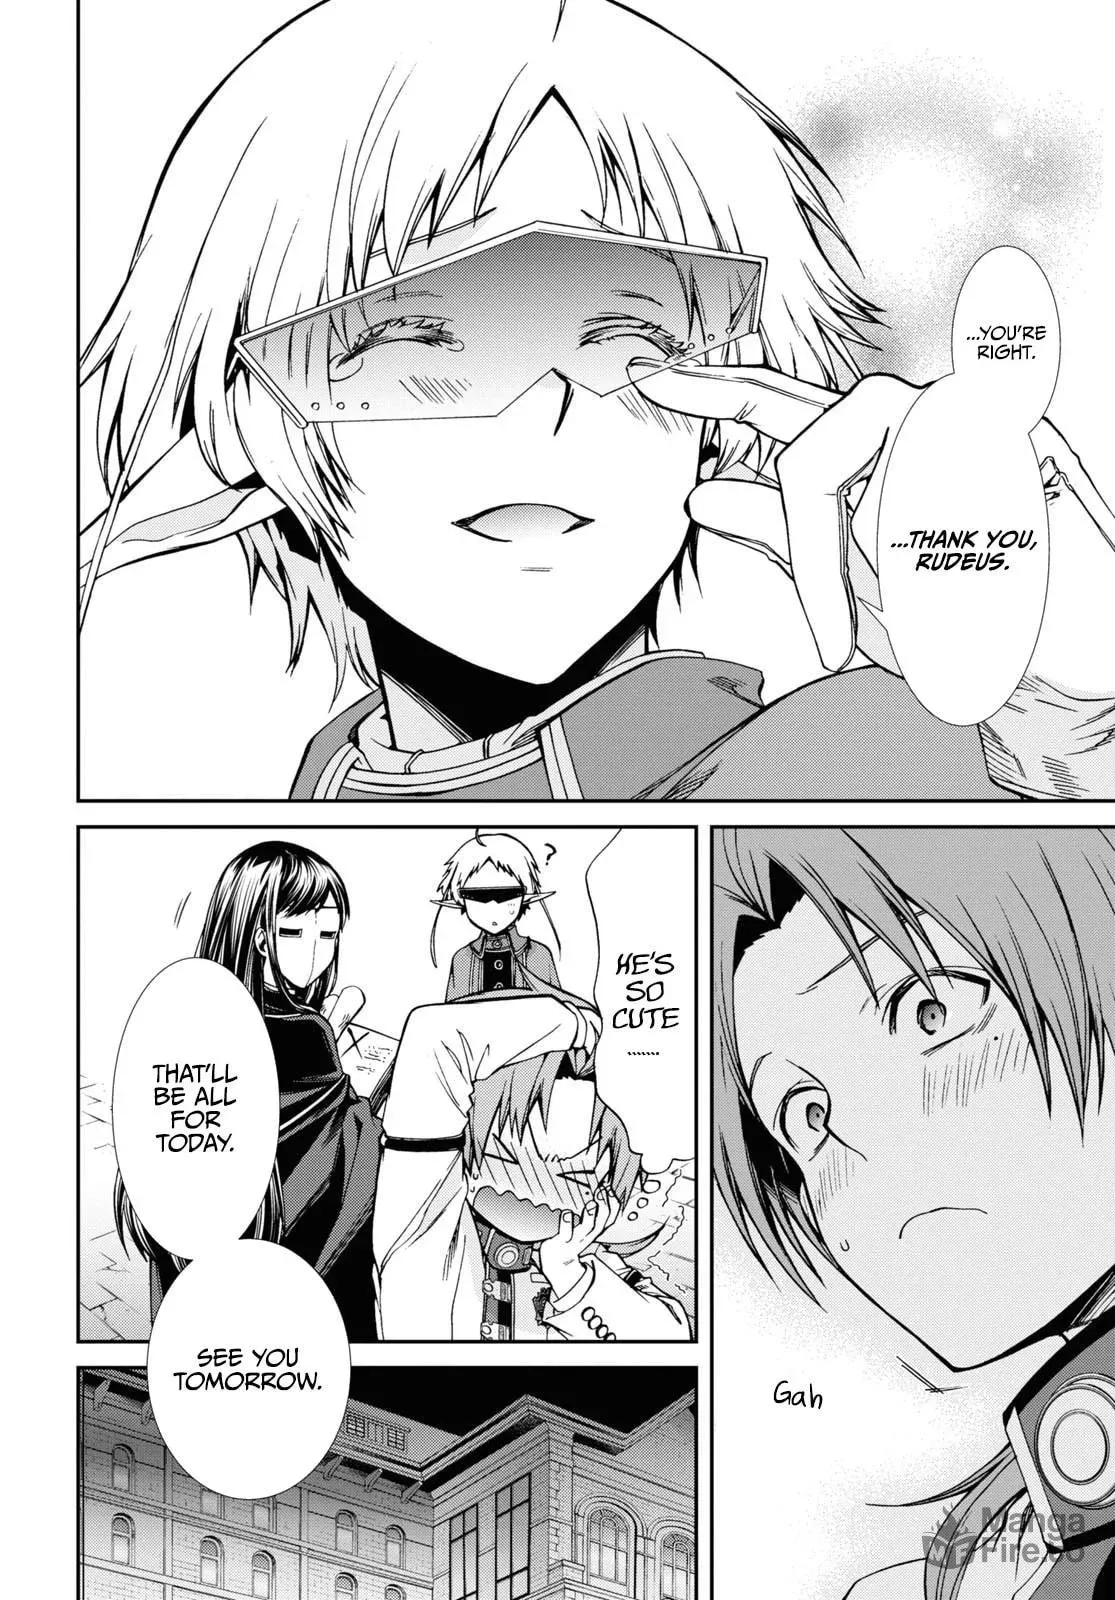 ...YOU'RE
RIGHT.
...THANK YOU,
RUDEUS.
Gah
?
HE'S
SO
CUTE
........
THAT'LL
BE ALL
FOR
TODAY.
SEE YOU
TOMORROW.
Manga
Fire.to